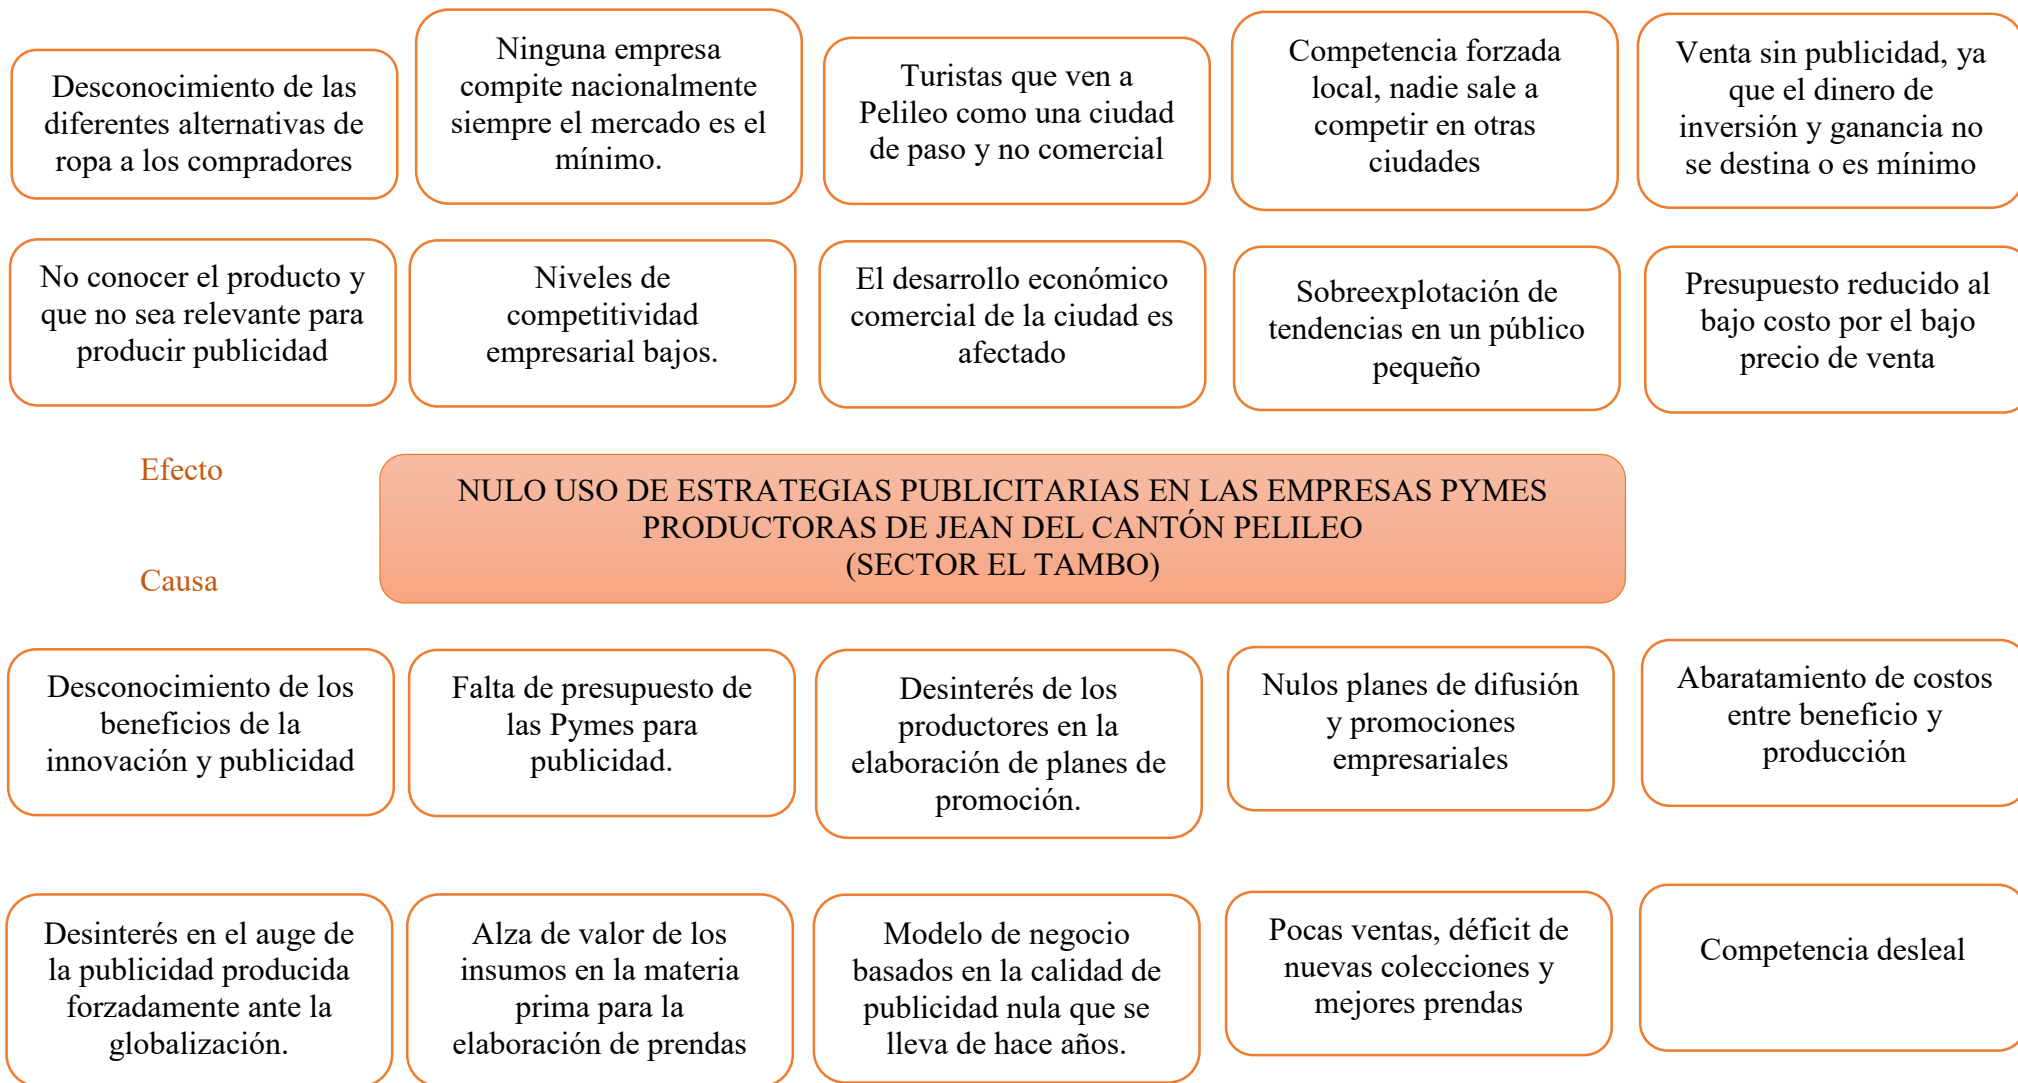 Desconocimiento de las
diferentes alternativas de
ropa a los compradores
Ninguna empresa
compite nacionalmente
siempre el mercado es el
mínimo.
Turistas que ven a
Pelileo como una ciudad
de paso y no comercial
Competencia forzada
local, nadie sale a
competir en otras
ciudades
Venta sin publicidad, ya
que el dinero de
inversión y ganancia no
se destina o es mínimo
No conocer el producto y
que no sea relevante para
producir publicidad
Niveles de
competitividad
empresarial bajos.
El desarrollo económico
comercial de la ciudad es
afectado
Sobreexplotación de
tendencias en un público
pequeño
Presupuesto reducido al
bajo costo por el bajo
precio de venta
Efecto
NULO USO DE ESTRATEGIAS PUBLICITARIAS EN LAS EMPRESAS PYMES
PRODUCTORAS DE JEAN DEL CANTÓN PELILEO
(SECTOR EL TAMBO)
Causa
Desconocimiento de los
beneficios de la
innovación y publicidad
Falta de presupuesto de
las Pymes para
publicidad.
Desinterés de los
productores en la
elaboración de planes de
promoción.
Nulos planes de difusión
y promociones
empresariales
Abaratamiento de costos
entre beneficio y
producción
Desinterés en el auge de
la publicidad producida
forzadamente ante la
globalización.
Alza de valor de los
insumos en la materia
prima para la
elaboración de prendas
Modelo de negocio
basados en la calidad de
publicidad nula que se
lleva de hace años.
Pocas ventas, déficit de
nuevas colecciones y
mejores prendas
Competencia desleal